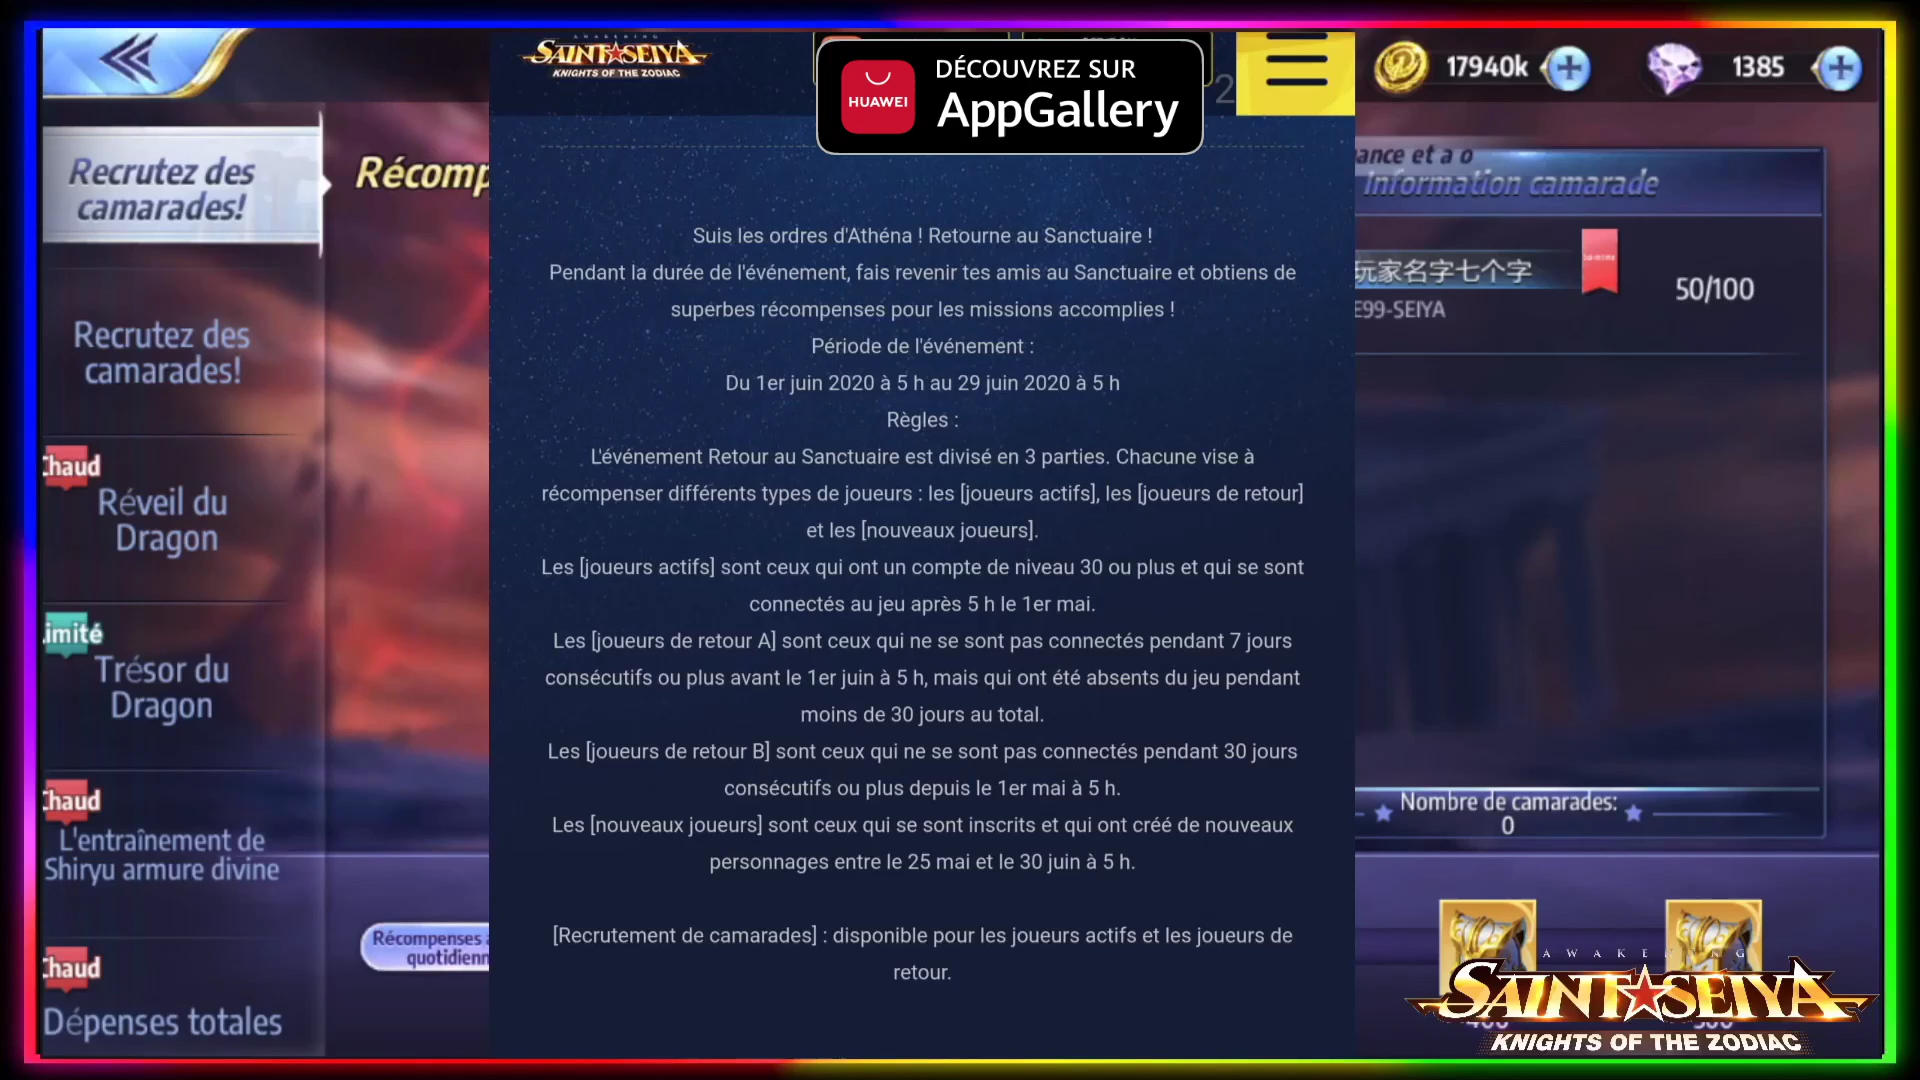 AWAKENING
SAINT SEIYA
KNIGHTS OF THE ZODIAC
DÉCOUVREZ SUR
HUAWEI
AppGallery
2
17940k
1385
Recrutez des
camarades!
Récomp
Recrutez des
camarades!
Chaud
Réveil du
Dragon
Limité
Trésor du
Dragon
Chaud
L'entraînement de
Shiryu armure divine
Chaud
Dépenses totales
Récompenses
quotidienn
Suis les ordres d'Athéna ! Retourne au Sanctuaire !
Pendant la durée de l'événement, fais revenir tes amis au Sanctuaire et obtiens de
superbes récompenses pour les missions accomplies !
Période de l'événement :
Du 1er juin 2020 à 5 h au 29 juin 2020 à 5 h
Règles :
L'événement Retour au Sanctuaire est divisé en 3 parties. Chacune vise à
récompenser différents types de joueurs : les [joueurs actifs], les [joueurs de retour]
et les [nouveaux joueurs].
Les [joueurs actifs] sont ceux qui ont un compte de niveau 30 ou plus et qui se sont
connectés au jeu après 5 h le 1er mai.
Les [joueurs de retour A] sont ceux qui ne se sont pas connectés pendant 7 jours
consécutifs ou plus avant le 1er juin à 5 h, mais qui ont été absents du jeu pendant
moins de 30 jours au total.
Les [joueurs de retour B] sont ceux qui ne se sont pas connectés pendant 30 jours
consécutifs ou plus depuis le 1er mai à 5 h.
Les [nouveaux joueurs] sont ceux qui se sont inscrits et qui ont créé de nouveaux
personnages entre le 25 mai et le 30 juin à 5 h.
[Recrutement de camarades] : disponible pour les joueurs actifs et les joueurs de
retour.
ance et a o
Information camarade
玩家名字七个字
E99-SEIYA
50/100
Nombre de camarades:
0
AWAKENING
SAINT SEIYA
KNIGHTS OF THE ZODIAC